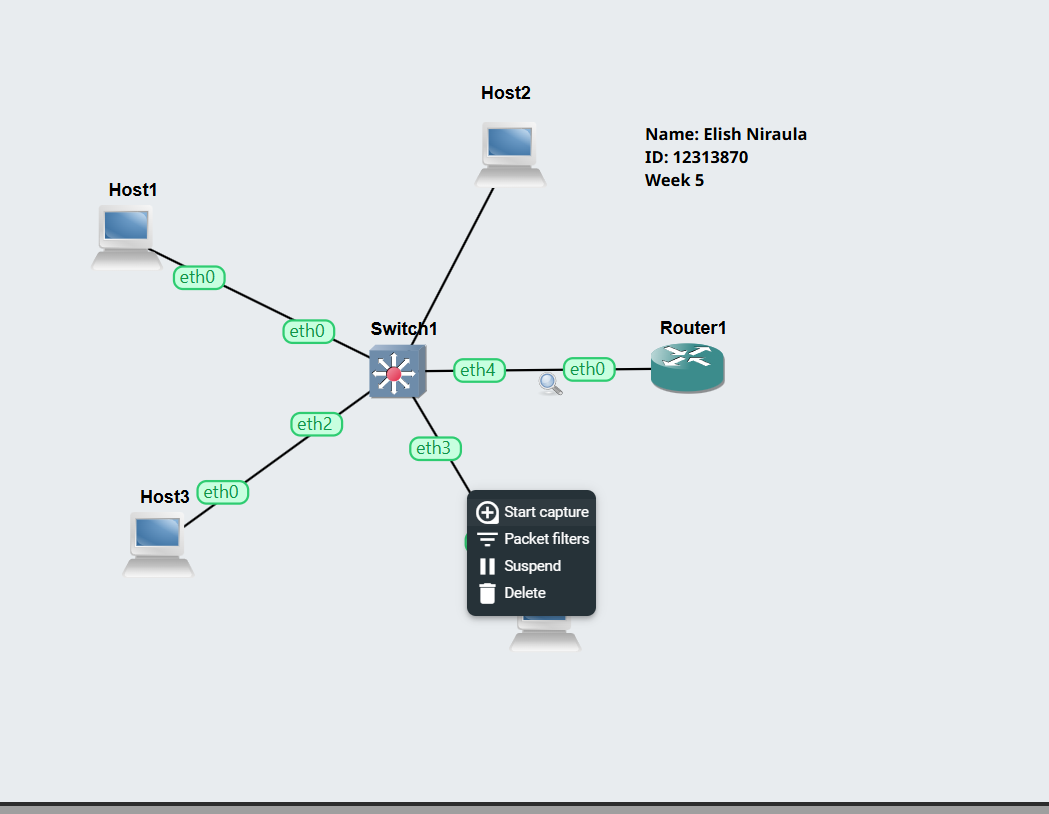 Host2
Name: Elish Niraula
ID: 12313870
Week 5
Host1
eth0
eth0
Switch1
Router1
eth4
eth0
eth2
eth3
Host3
eth0
Start capture
Packet filters
Suspend
Delete